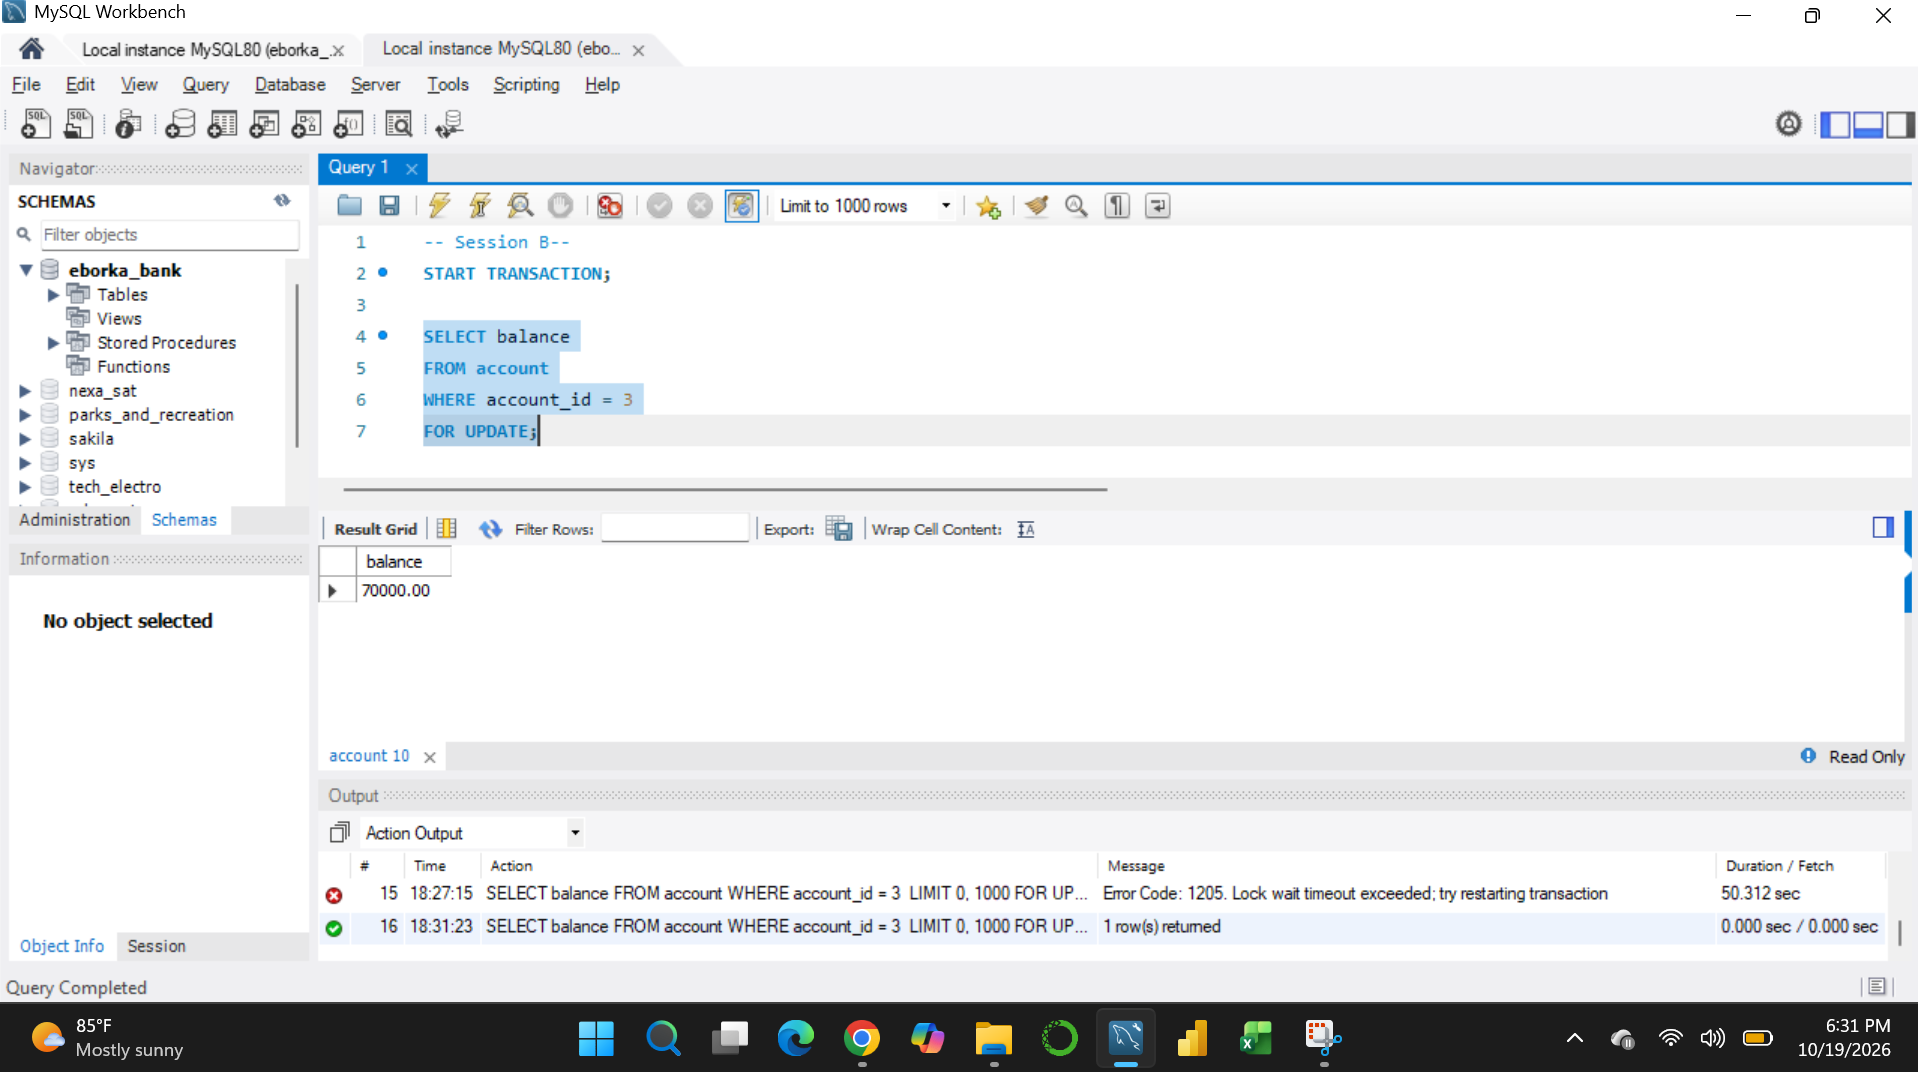 MySQL Workbench
Local instance MySQL80 (eborka_...
Local instance MySQL80 (ebo...
File Edit View Query Database Server Tools Scripting Help
Navigator
SCHEMAS
Filter objects
eborka_bank
Tables
Views
Stored Procedures
Functions
nexa_sat
parks_and_recreation
sakila
sys
tech_electro
Administration Schemas
Information
No object selected
Object Info Session
Query 1
Limit to 1000 rows
1 -- Session B--
2 START TRANSACTION;
3
4 SELECT balance
5 FROM account
6 WHERE account_id = 3
7 FOR UPDATE;
Result Grid Filter Rows: Export: Wrap Cell Content:
balance
70000.00
account 10 Read Only
Output
Action Output
# Time Action Message Duration / Fetch
15 18:27:15 SELECT balance FROM account WHERE account_id = 3 LIMIT 0, 1000 FOR UP... Error Code: 1205. Lock wait timeout exceeded; try restarting transaction 50.312 sec
16 18:31:23 SELECT balance FROM account WHERE account_id = 3 LIMIT 0, 1000 FOR UP... 1 row(s) returned 0.000 sec / 0.000 sec
Query Completed
85°F
Mostly sunny
6:31 PM
10/19/2026